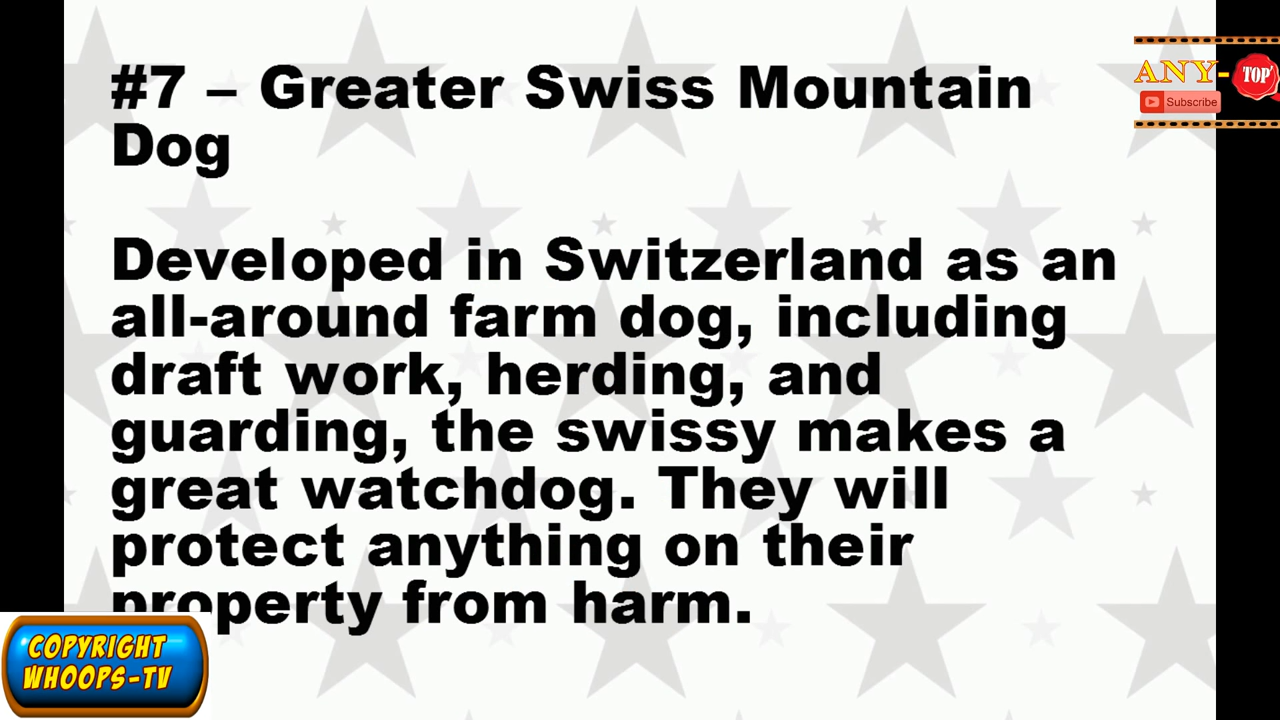 #7 – Greater Swiss Mountain
Dog
Developed in Switzerland as an
all-around farm dog, including
draft work, herding, and
guarding, the swissy makes a
great watchdog. They will
protect anything on their
property from harm.
ANY-TOP
Subscribe
COPYRIGHT
WHOOPS-TV